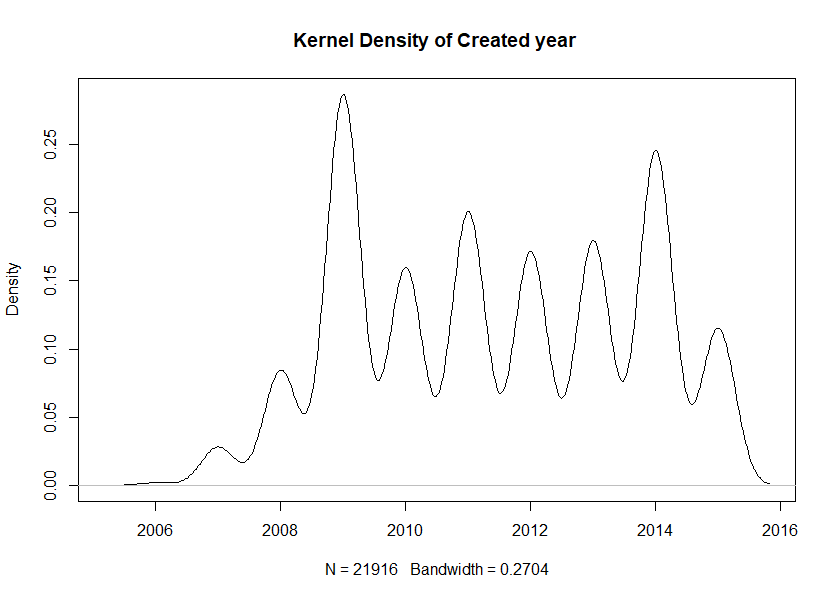 Kernel Density of Created year
Density
0.25
0.20
0.15
0.10
0.05
0.00
2006 2008 2010 2012 2014 2016
N = 21916 Bandwidth = 0.2704